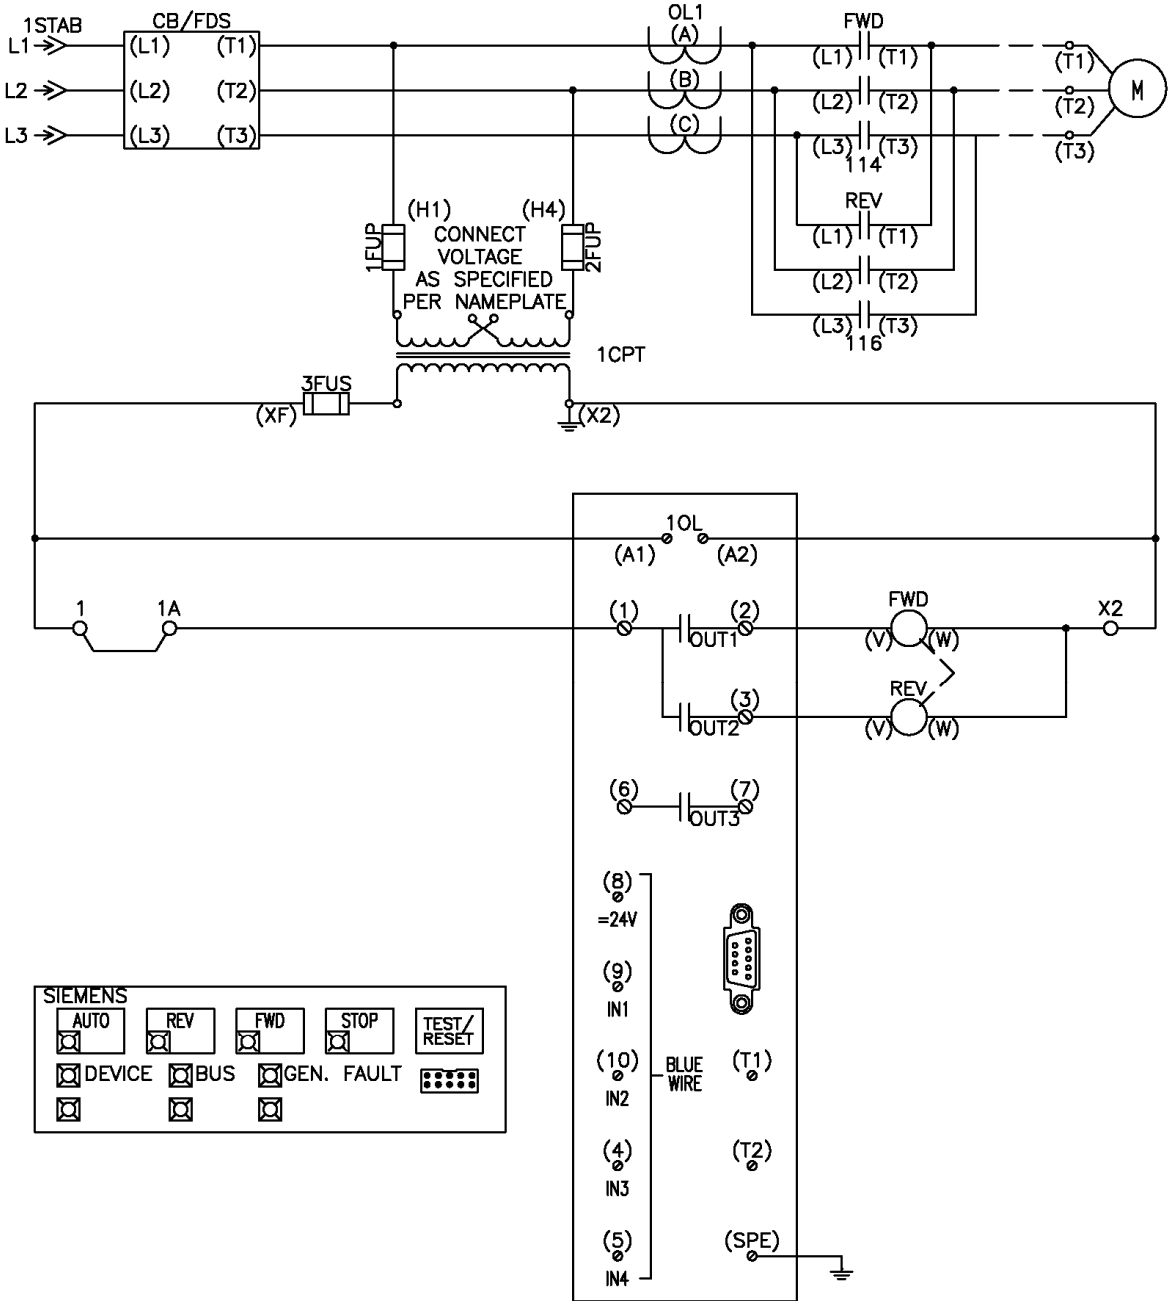 1STAB CB/FDS OL1 FWD
L1 (L1) (T1) (A) (L1) (T1) (T1)
L2 (L2) (T2) (B) (L2) (T2) (T2) M
L3 (L3) (T3) (C) (L3) (T3) (T3)
114
REV
(L1) (T1)
(L2) (T2)
(L3) (T3)
116
(H1) (H4)
1FUP 2FUP
CONNECT
VOLTAGE
AS SPECIFIED
PER NAMEPLATE
1CPT
3FUS
(XF) (X2)
1OL
(A1) (A2)
1 1A (1) (2) FWD X2
OUT1 (V) (W)
(3) REV
OUT2 (V) (W)
(6) (7)
OUT3
(8)
=24V
(9)
IN1
(10) BLUE (T1)
WIRE
IN2
(4) (T2)
IN3
(5) (SPE)
IN4
SIEMENS
AUTO REV FWD STOP TEST/
RESET
DEVICE BUS GEN. FAULT